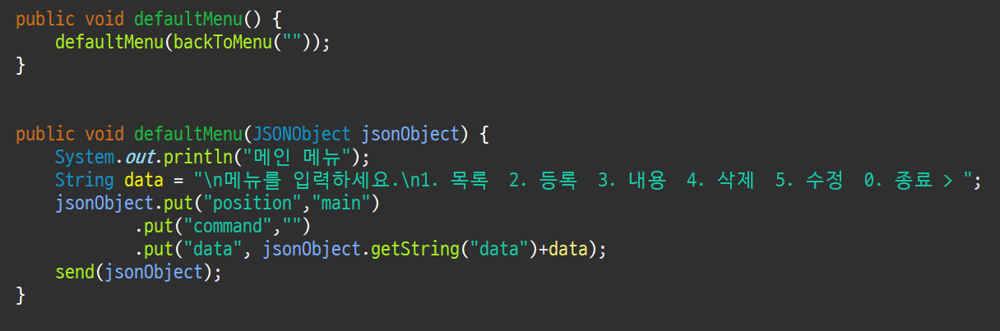 public void defaultMenu() {
    defaultMenu(backToMenu(""));
}
public void defaultMenu(JSONObject jsonObject) {
    System.out.println("메인 메뉴");
    String data = "\n메뉴를 입력하세요.\n1. 목록  2. 등록  3. 내용  4. 삭제  5. 수정  0. 종료 > ";
    jsonObject.put("position","main")
            .put("command","")
            .put("data", jsonObject.getString("data")+data);
    send(jsonObject);
}